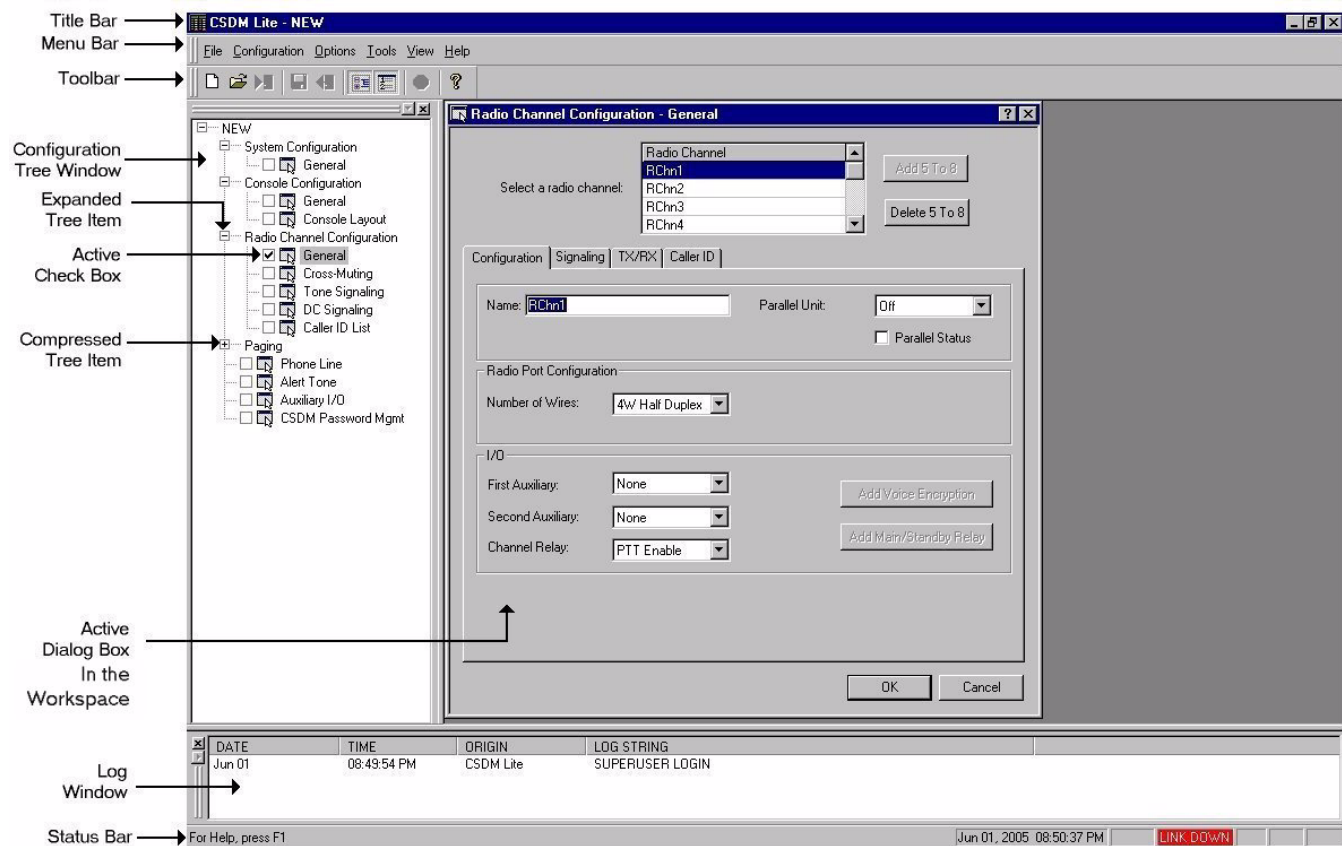 Title Bar
CSDM Lite - NEW
Menu Bar
File Configuration Options Tools View Help
Toolbar
Configuration
Tree Window
Expanded
Tree Item
Active
Check Box
Compressed
Tree Item
NEW
System Configuration
General
Console Configuration
General
Console Layout
Radio Channel Configuration
General
Cross-Muting
Tone Signaling
DC Signaling
Caller ID List
Paging
Phone Line
Alert Tone
Auxiliary I/O
CSDM Password Mgmt
Radio Channel Configuration - General
Select a radio channel:
Radio Channel
RChn1
RChn2
RChn3
RChn4
Add 5 To 8
Delete 5 To 8
Configuration Signaling TX/RX Caller ID
Name: RChn1 Parallel Unit: Off
Parallel Status
Radio Port Configuration
Number of Wires: 4W Half Duplex
I/O
First Auxiliary: None Add Voice Encryption
Second Auxiliary: None
Channel Relay: PTT Enable Add Main/Standby Relay
OK Cancel
Active
Dialog Box
In the
Workspace
DATE TIME ORIGIN LOG STRING
Jun 01 08:49:54 PM CSDM Lite SUPERUSER LOGIN
Log
Window
Status Bar
For Help, press F1 Jun 01, 2005 08:50:37 PM LINK DOWN